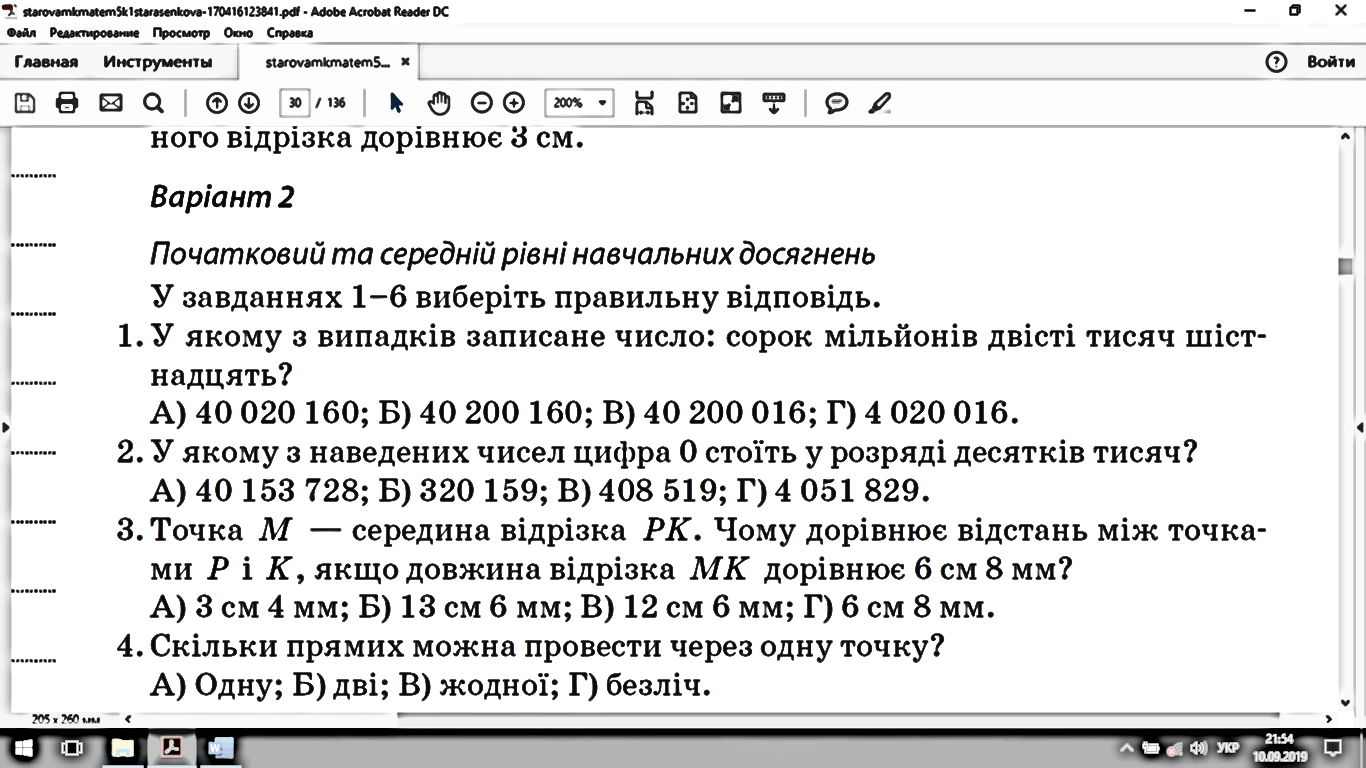 starovamkmatem5k1starasenkova-170416123841.pdf - Adobe Acrobat Reader DC
Файл Редактирование Просмотр Окно Справка
Главная Инструменты starovamkmatem5... × Войти
30 / 136 200%
ного відрізка дорівнює 3 см.
Варіант 2
Початковий та середній рівні навчальних досягнень
У завданнях 1–6 виберіть правильну відповідь.
1. У якому з випадків записане число: сорок мільйонів двісті тисяч шіст-
надцять?
А) 40 020 160; Б) 40 200 160; В) 40 200 016; Г) 4 020 016.
2. У якому з наведених чисел цифра 0 стоїть у розряді десятків тисяч?
А) 40 153 728; Б) 320 159; В) 408 519; Г) 4 051 829.
3. Точка M — середина відрізка PK. Чому дорівнює відстань між точка-
ми P і K, якщо довжина відрізка MK дорівнює 6 см 8 мм?
А) 3 см 4 мм; Б) 13 см 6 мм; В) 12 см 6 мм; Г) 6 см 8 мм.
4. Скільки прямих можна провести через одну точку?
А) Одну; Б) дві; В) жодної; Г) безліч.
205 x 260 мм
УКР 21:54
10.09.2019